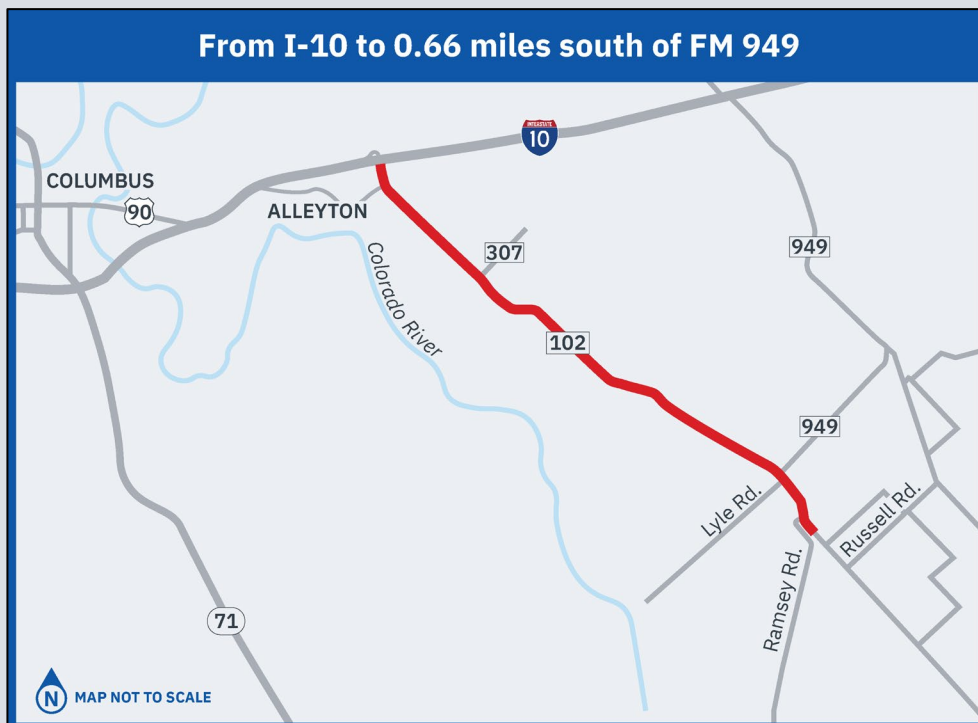 From I-10 to 0.66 miles south of FM 949
INTERSTATE
10
COLUMBUS
90
ALLEYTON
949
307
Colorado River
102
949
Lyle Rd.
Russell Rd.
Ramsey Rd.
71
N MAP NOT TO SCALE